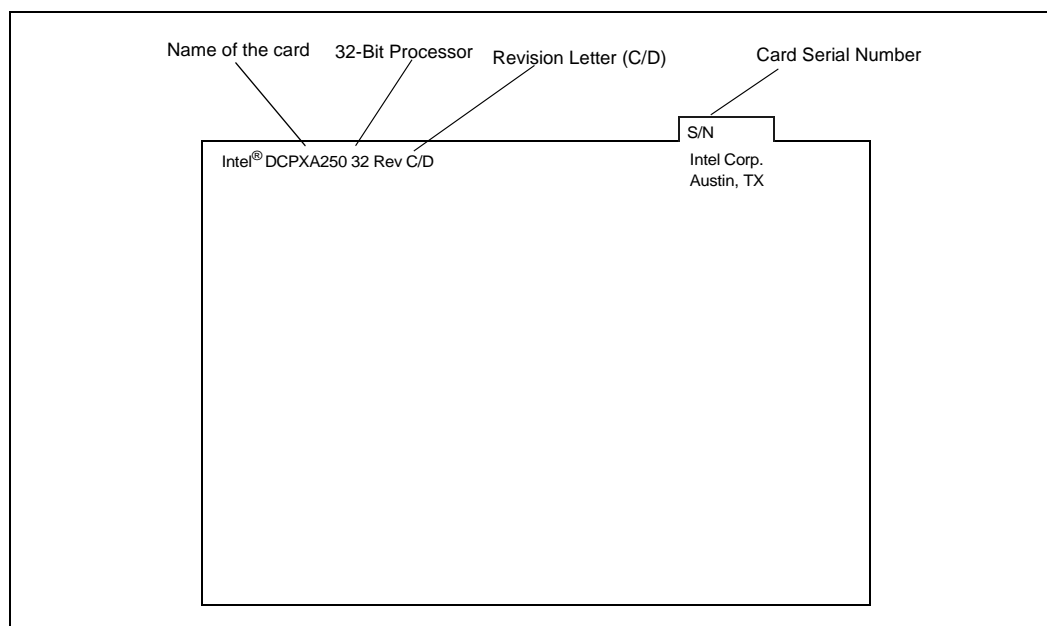 Name of the card
32-Bit Processor
Revision Letter (C/D)
Card Serial Number
S/N
Intel® DCPXA250 32 Rev C/D
Intel Corp.
Austin, TX